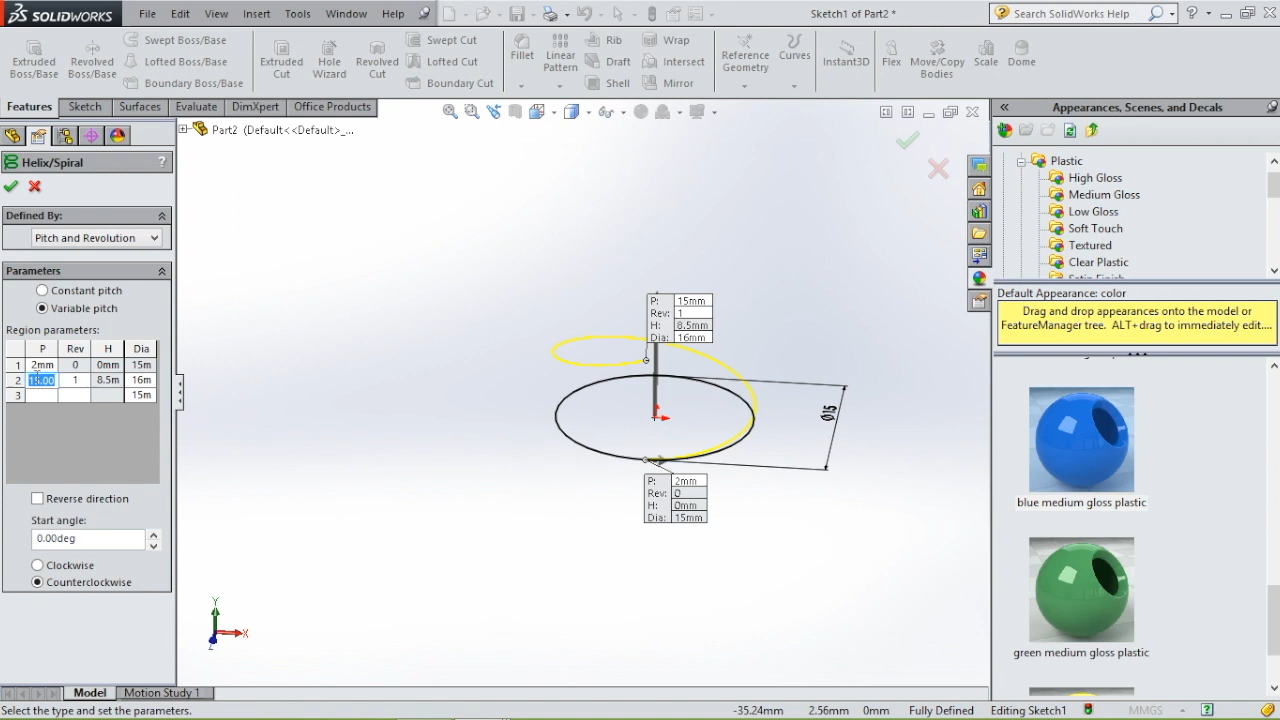 SOLIDWORKS File Edit View Insert Tools Window Help Sketch1 of Part2 * Search SolidWorks Help
Extruded Boss/Base
Revolved Boss/Base
Swept Boss/Base
Lofted Boss/Base
Boundary Boss/Base
Extruded Cut
Hole Wizard
Revolved Cut
Swept Cut
Lofted Cut
Boundary Cut
Fillet
Linear Pattern
Rib
Draft
Shell
Wrap
Intersect
Mirror
Reference Geometry
Curves
Instant3D
Flex
Move/Copy Bodies
Scale
Dome
Features Sketch Surfaces Evaluate DimXpert Office Products
Part2 (Default<<Default>_...
Helix/Spiral ?
Defined By:
Pitch and Revolution
Parameters
Constant pitch
Variable pitch
Region parameters:
P Rev H Dia
1 2mm 0 0mm 15m
2 15.00 1 8.5m 16m
3 15m
Reverse direction
Start angle:
0.00deg
Clockwise
Counterclockwise
P: 15mm
Rev: 1
H: 8.5mm
Dia: 16mm
Ø15
P: 2mm
Rev: 0
H: 0mm
Dia: 15mm
Y
X
Z
Appearances, Scenes, and Decals
Plastic
High Gloss
Medium Gloss
Low Gloss
Soft Touch
Textured
Clear Plastic
Satin Finish
Default Appearance: color
Drag and drop appearances onto the model or
FeatureManager tree. ALT+drag to immediately edit....
blue medium gloss plastic
green medium gloss plastic
Model Motion Study 1
Select the type and set the parameters. -35.24mm 2.56mm 0mm Fully Defined Editing Sketch1 MMGS